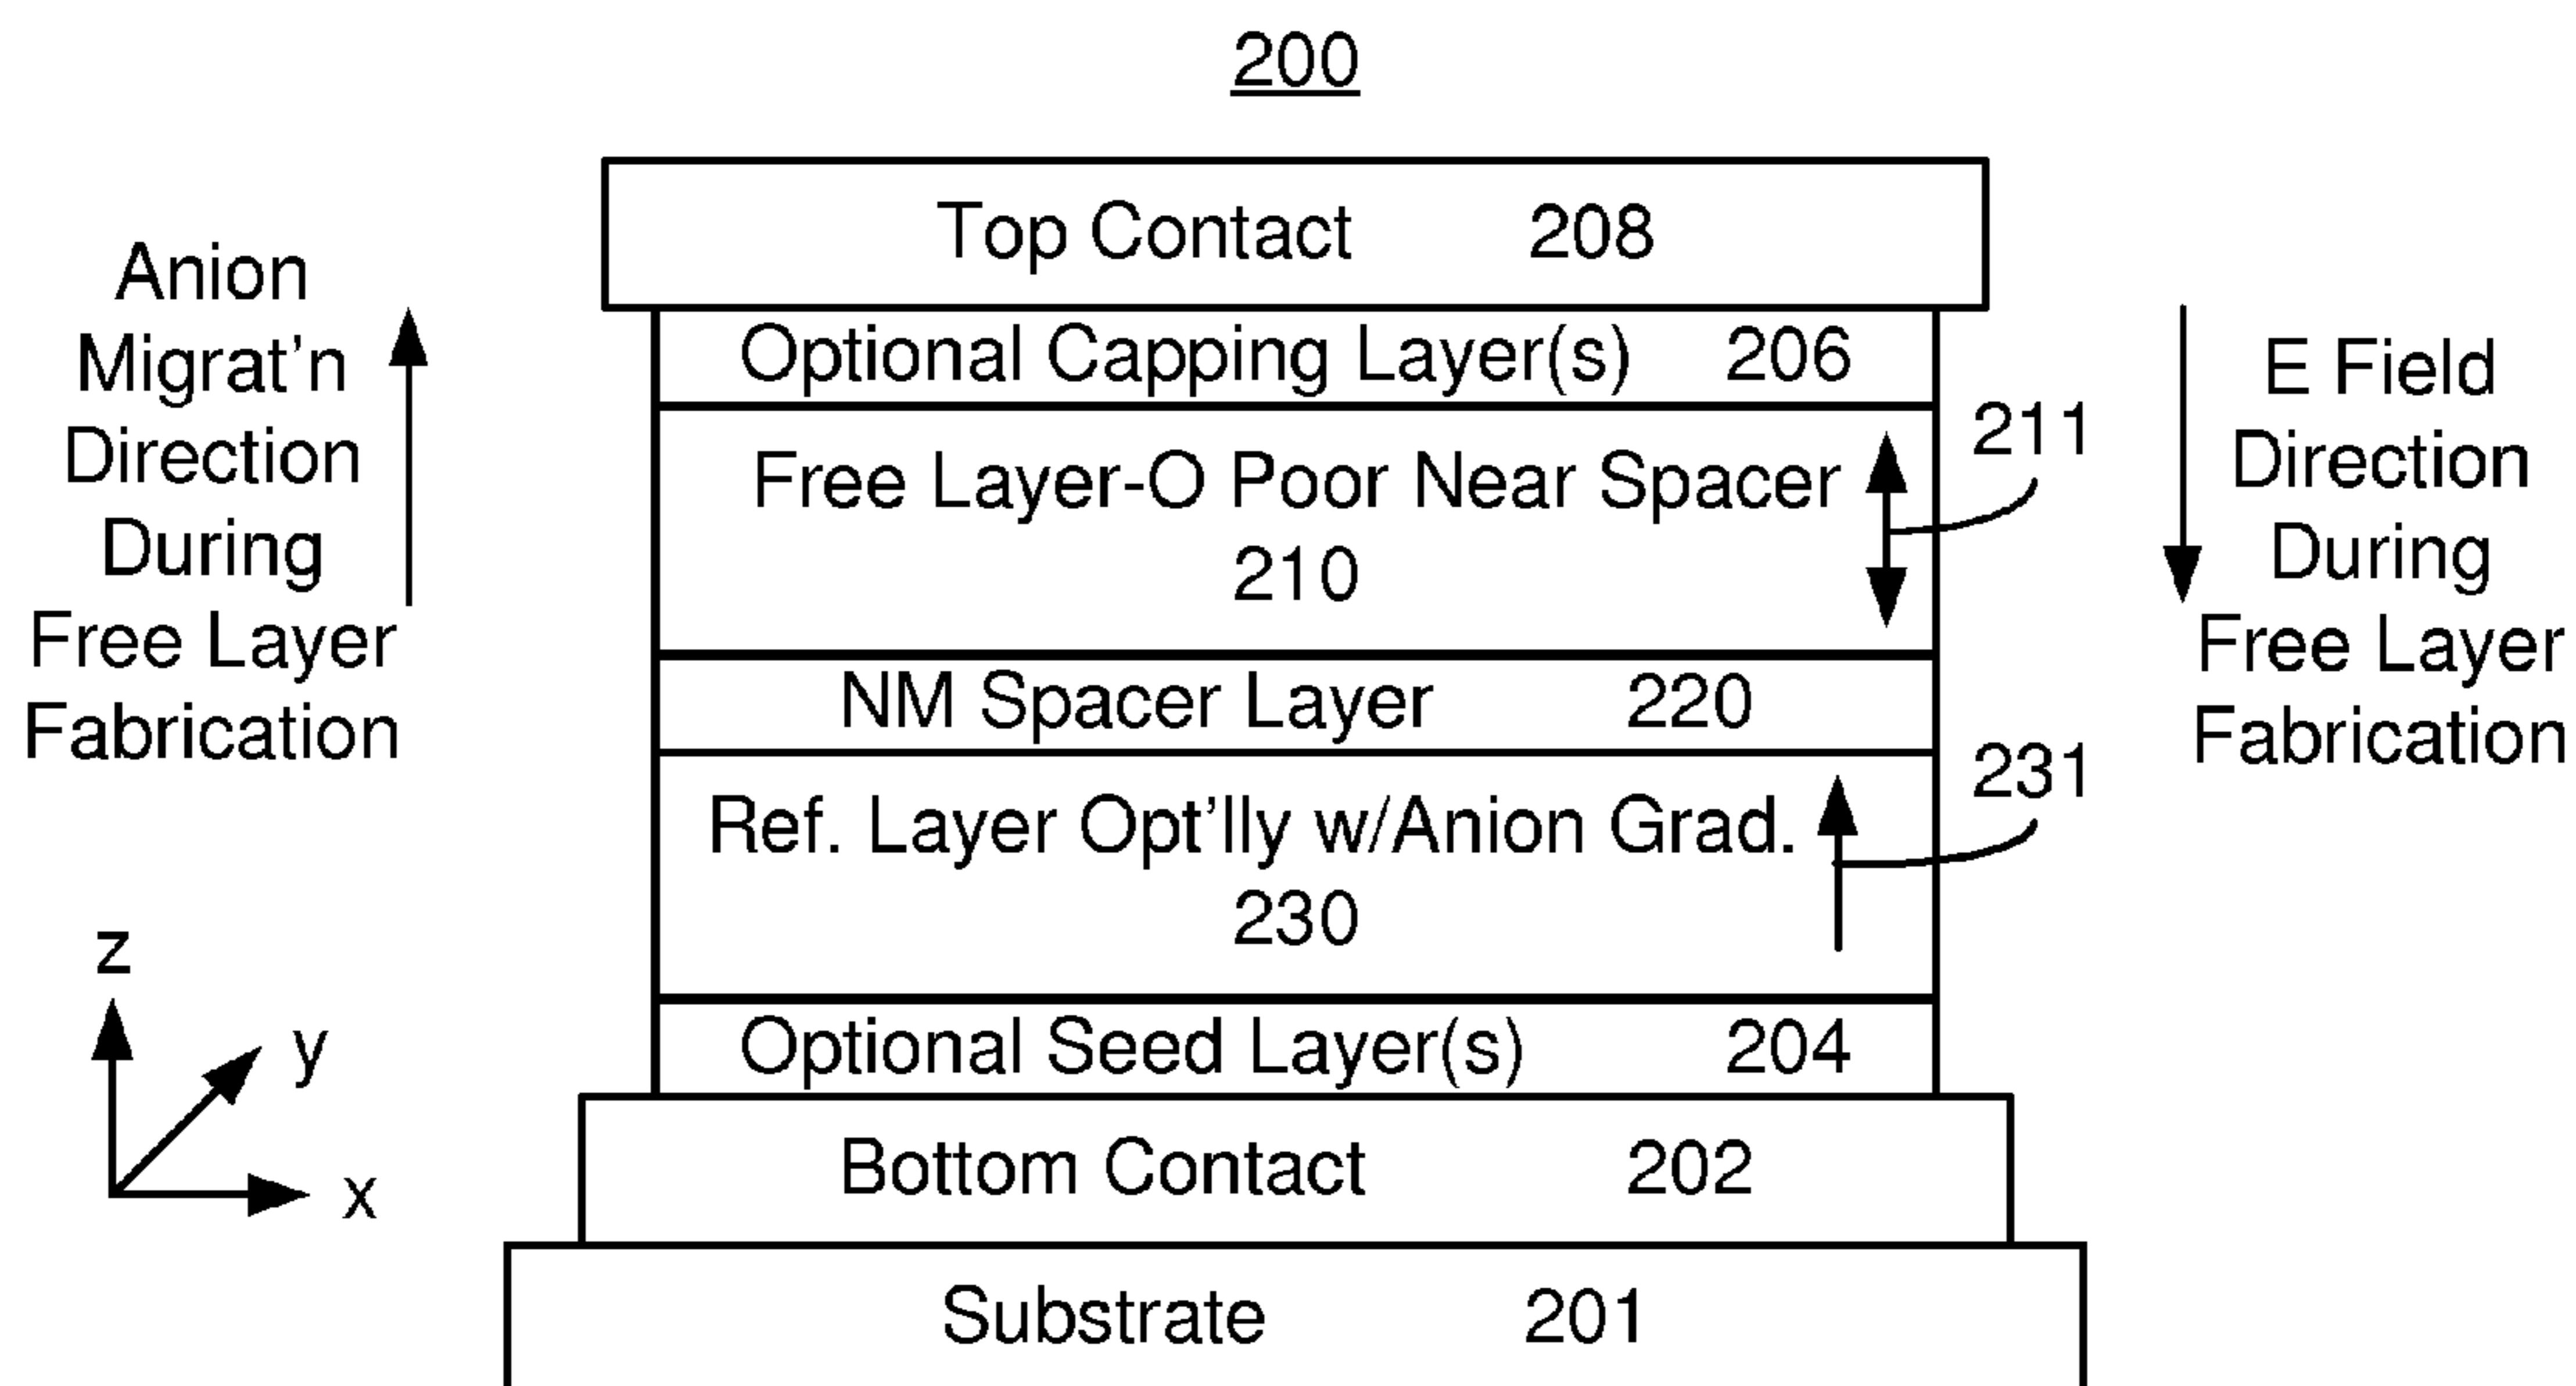 200
Top Contact 208
Anion
Migrat'n
Direction
During
Free Layer
Fabrication
Optional Capping Layer(s) 206
211
E Field
Direction
During
Free Layer
Fabrication
Free Layer-O Poor Near Spacer
210
NM Spacer Layer 220
231
Ref. Layer Opt'lly w/Anion Grad.
230
Optional Seed Layer(s) 204
z
y
x
Bottom Contact 202
Substrate 201